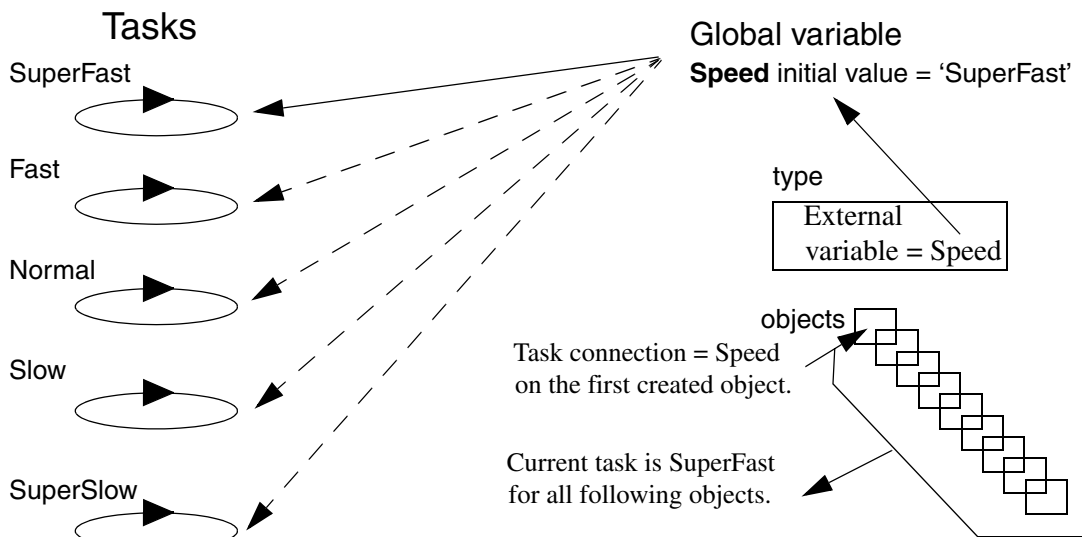 Tasks
SuperFast
Fast
Normal
Slow
SuperSlow
Global variable
Speed initial value = ‘SuperFast’
type
External
variable = Speed
objects
Task connection = Speed
on the first created object.
Current task is SuperFast
for all following objects.